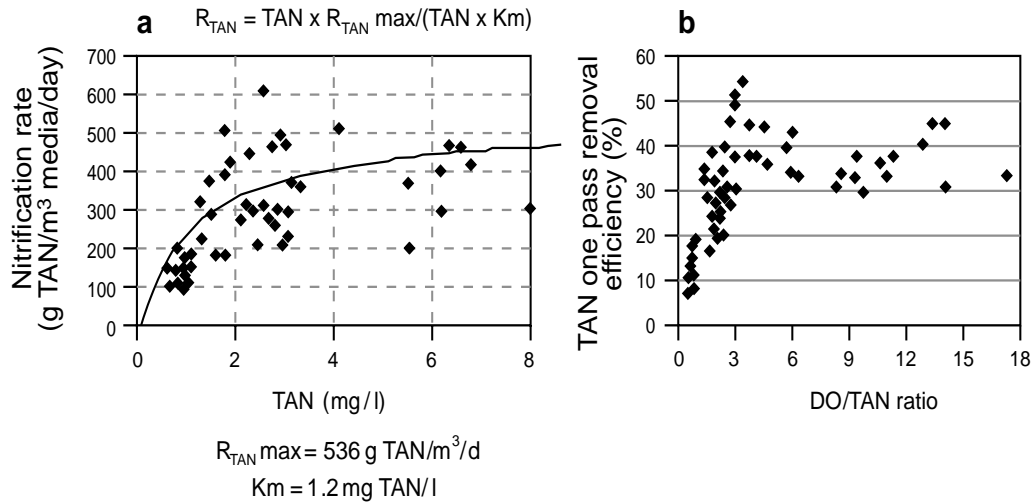 a
R_TAN = TAN x R_TAN max/(TAN x Km)
Nitrification rate
(g TAN/m³ media/day)
700
600
500
400
300
200
100
0
0 2 4 6 8
TAN (mg/l)
R_TAN max = 536 g TAN/m³/d
Km = 1.2 mg TAN/l
b
TAN one pass removal
efficiency (%)
60
50
40
30
20
10
0
0 3 6 9 12 15 18
DO/TAN ratio